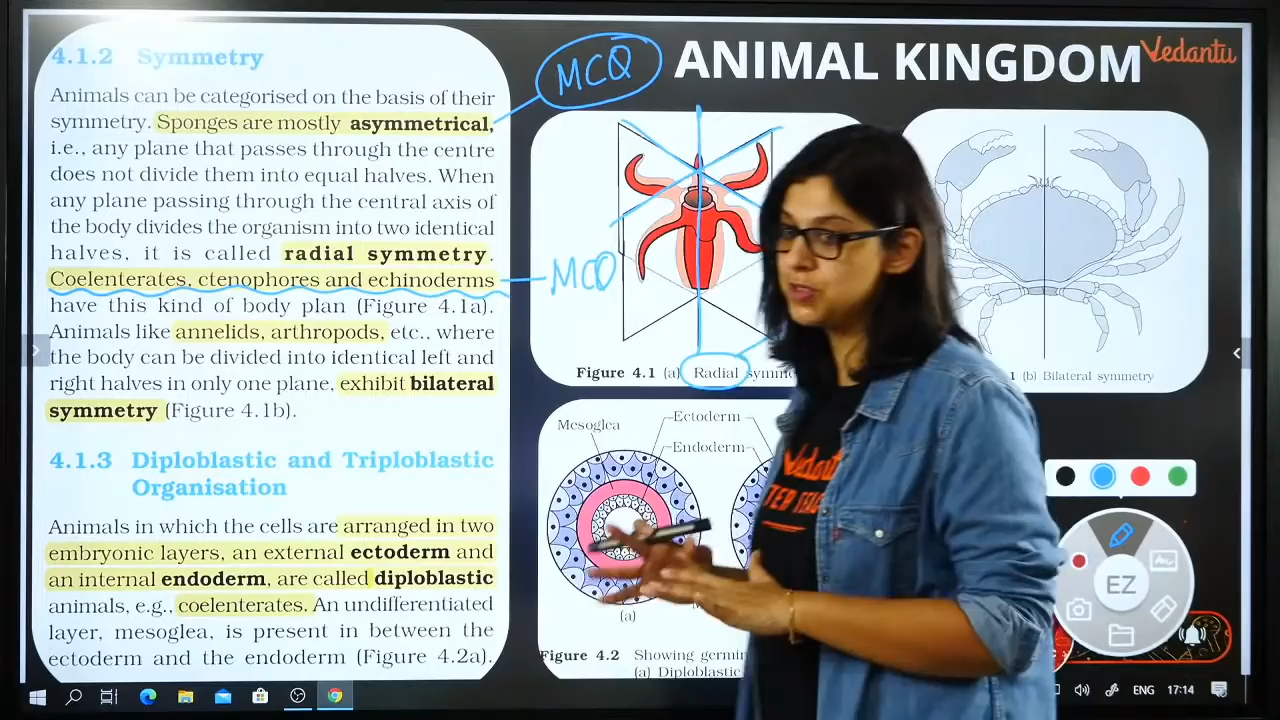 4.1.2 Symmetry
Animals can be categorised on the basis of their
symmetry. Sponges are mostly asymmetrical,
i.e., any plane that passes through the centre
does not divide them into equal halves. When
any plane passing through the central axis of
the body divides the organism into two identical
halves, it is called radial symmetry.
Coelenterates, ctenophores and echinoderms
have this kind of body plan (Figure 4.1a).
Animals like annelids, arthropods, etc., where
the body can be divided into identical left and
right halves in only one plane, exhibit bilateral
symmetry (Figure 4.1b).
4.1.3 Diploblastic and Triploblastic
Organisation
Animals in which the cells are arranged in two
embryonic layers, an external ectoderm and
an internal endoderm, are called diploblastic
animals, e.g., coelenterates. An undifferentiated
layer, mesoglea, is present in between the
ectoderm and the endoderm (Figure 4.2a).
MCQ
MCQ
ANIMAL KINGDOM
Vedantu
Figure 4.1 (a) Radial
(b) Bilateral symmetry
Mesoglea
Ectoderm
Endoderm
(a)
Figure 4.2 Showing
(a) Diploblastic
Vedantu
EZ
ENG
17:14